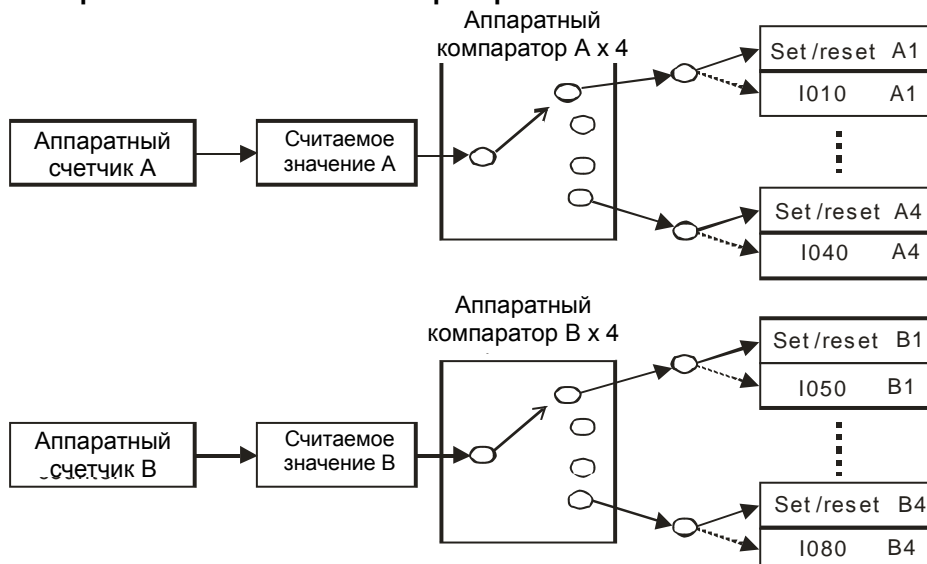 Аппаратный
компаратор А x 4
Set/reset A1
I010 A1
Аппаратный
счетчик А
Считаемое
значение А
Set/reset A4
I040 A4
Аппаратный
компаратор В x 4
Set/reset B1
I050 B1
Аппаратный
счетчик В
Считаемое
значение В
Set/reset B4
I080 B4